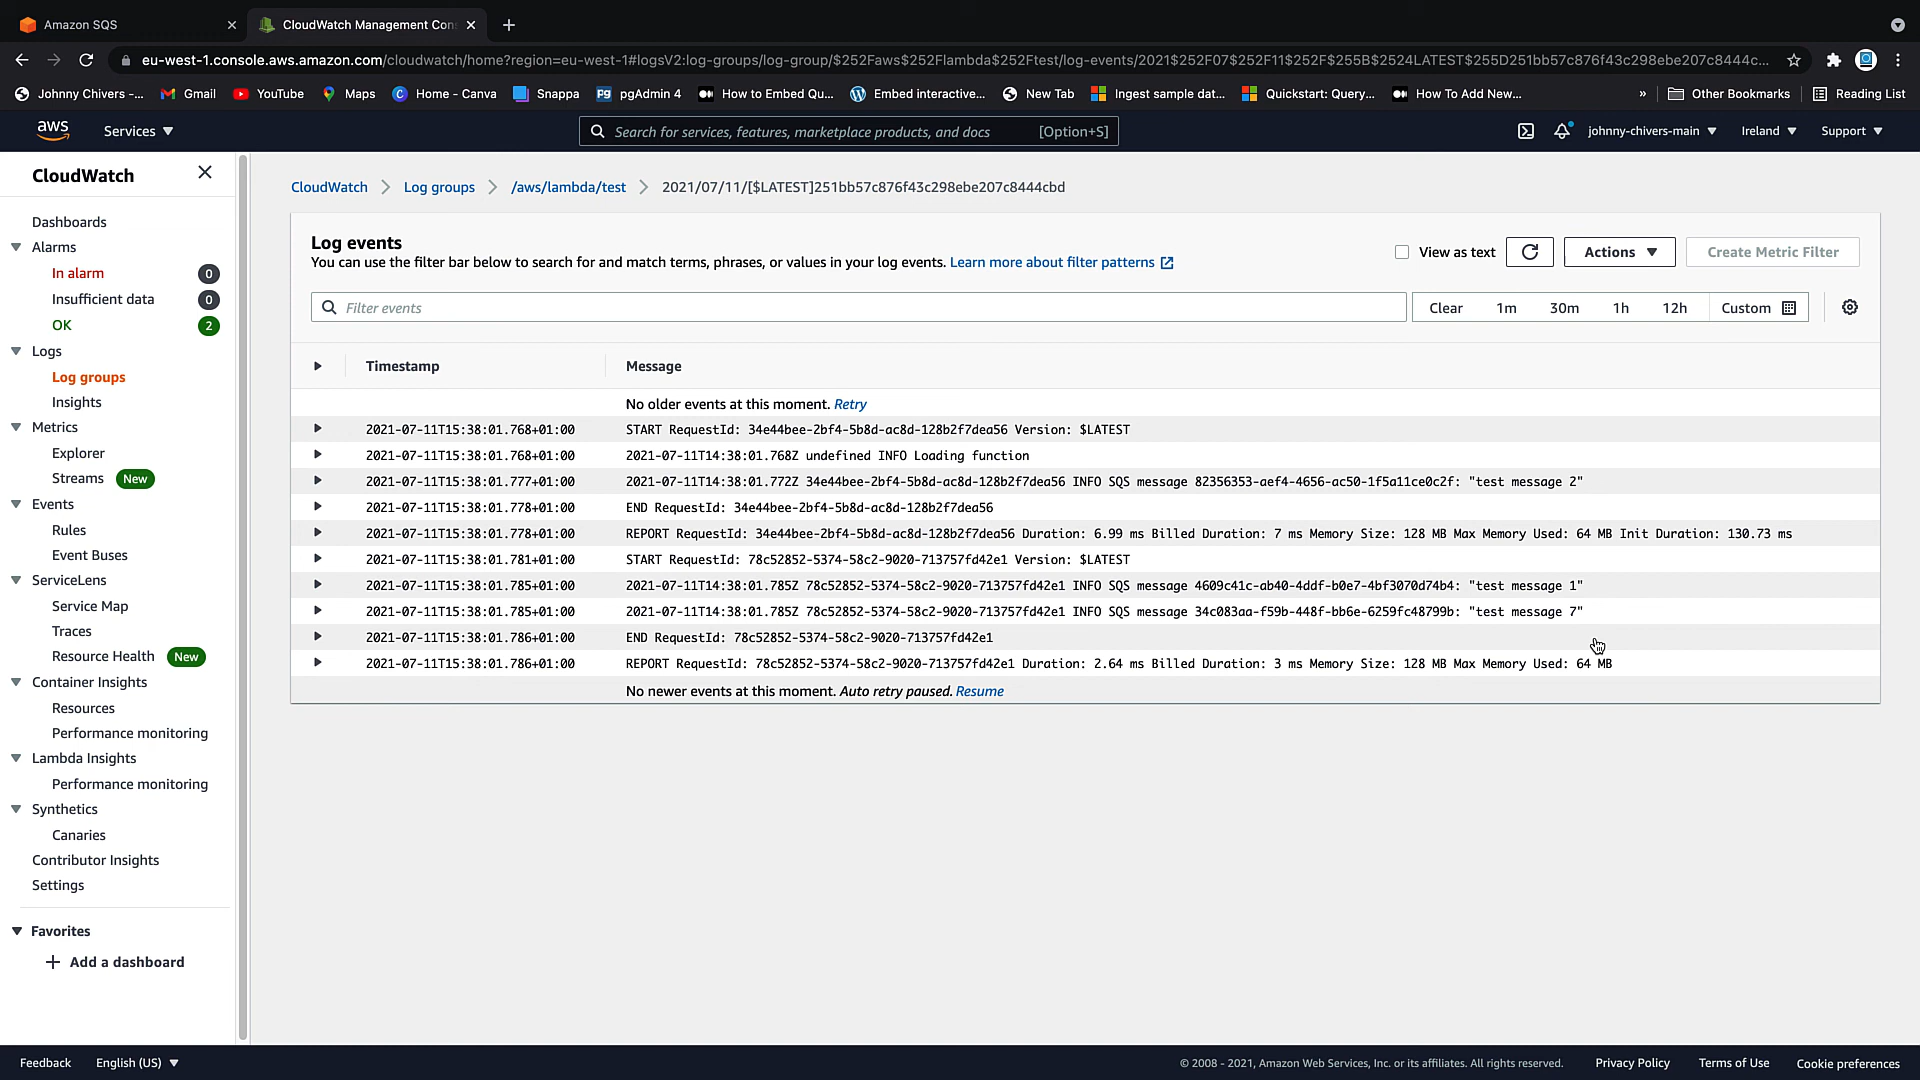 Amazon SQS
CloudWatch Management Con
eu-west-1.console.aws.amazon.com/cloudwatch/home?region=eu-west-1#logsV2:log-groups/log-group/$252Faws$252Flambda$252Ftest/log-events/2021$252F07$252F11$252F$255B$2524LATEST$255D251bb57c876f43c298ebe207c8444c...
Johnny Chivers -... Gmail YouTube Maps Home - Canva Snappa pgAdmin 4 How to Embed Qu... Embed interactive... New Tab Ingest sample dat... Quickstart: Query... How To Add New... » Other Bookmarks Reading List
aws Services Search for services, features, marketplace products, and docs [Option+S] johnny-chivers-main Ireland Support
CloudWatch
Dashboards
Alarms
In alarm 0
Insufficient data 0
OK 2
Logs
Log groups
Insights
Metrics
Explorer
Streams New
Events
Rules
Event Buses
ServiceLens
Service Map
Traces
Resource Health New
Container Insights
Resources
Performance monitoring
Lambda Insights
Performance monitoring
Synthetics
Canaries
Contributor Insights
Settings
Favorites
Add a dashboard
CloudWatch Log groups /aws/lambda/test 2021/07/11/[$LATEST]251bb57c876f43c298ebe207c8444cbd
Log events
You can use the filter bar below to search for and match terms, phrases, or values in your log events. Learn more about filter patterns
View as text Actions Create Metric Filter
Filter events
Clear 1m 30m 1h 12h Custom
Timestamp Message
No older events at this moment. Retry
2021-07-11T15:38:01.768+01:00 START RequestId: 34e44bee-2bf4-5b8d-ac8d-128b2f7dea56 Version: $LATEST
2021-07-11T15:38:01.768+01:00 2021-07-11T14:38:01.768Z undefined INFO Loading function
2021-07-11T15:38:01.777+01:00 2021-07-11T14:38:01.772Z 34e44bee-2bf4-5b8d-ac8d-128b2f7dea56 INFO SQS message 82356353-aef4-4656-ac50-1f5a11ce0c2f: "test message 2"
2021-07-11T15:38:01.778+01:00 END RequestId: 34e44bee-2bf4-5b8d-ac8d-128b2f7dea56
2021-07-11T15:38:01.778+01:00 REPORT RequestId: 34e44bee-2bf4-5b8d-ac8d-128b2f7dea56 Duration: 6.99 ms Billed Duration: 7 ms Memory Size: 128 MB Max Memory Used: 64 MB Init Duration: 130.73 ms
2021-07-11T15:38:01.781+01:00 START RequestId: 78c52852-5374-58c2-9020-713757fd42e1 Version: $LATEST
2021-07-11T15:38:01.785+01:00 2021-07-11T14:38:01.785Z 78c52852-5374-58c2-9020-713757fd42e1 INFO SQS message 4609c41c-ab40-4ddf-b0e7-4bf3070d74b4: "test message 1"
2021-07-11T15:38:01.785+01:00 2021-07-11T14:38:01.785Z 78c52852-5374-58c2-9020-713757fd42e1 INFO SQS message 34c083aa-f59b-448f-bb6e-6259fc48799b: "test message 7"
2021-07-11T15:38:01.786+01:00 END RequestId: 78c52852-5374-58c2-9020-713757fd42e1
2021-07-11T15:38:01.786+01:00 REPORT RequestId: 78c52852-5374-58c2-9020-713757fd42e1 Duration: 2.64 ms Billed Duration: 3 ms Memory Size: 128 MB Max Memory Used: 64 MB
No newer events at this moment. Auto retry paused. Resume
Feedback English (US) © 2008 - 2021, Amazon Web Services, Inc. or its affiliates. All rights reserved. Privacy Policy Terms of Use Cookie preferences